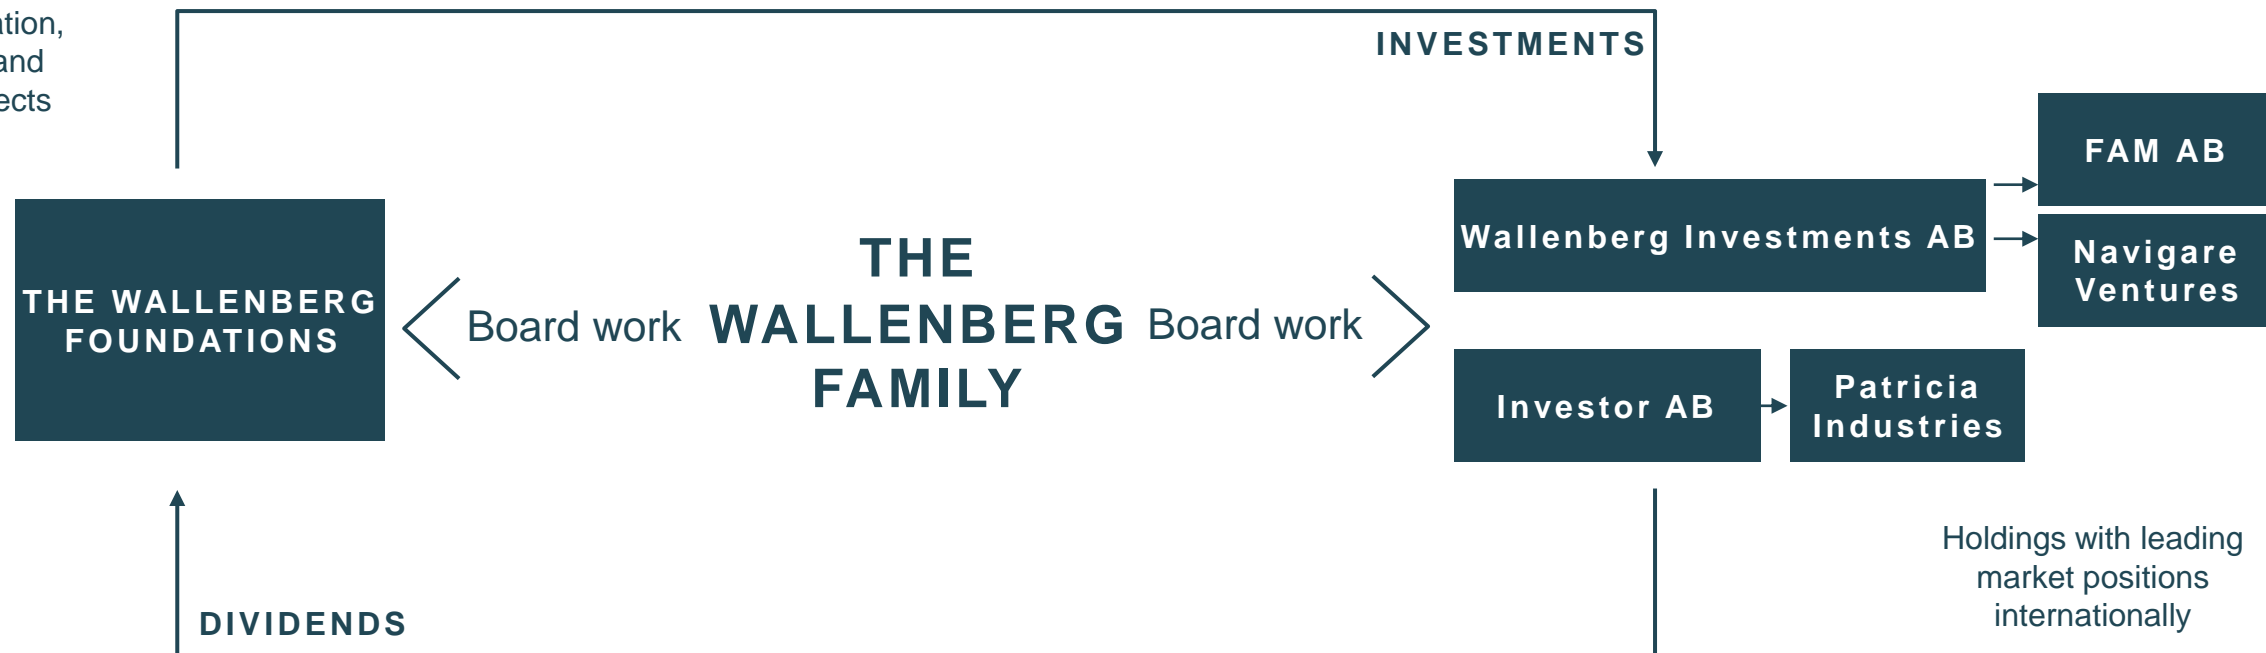 and
INVESTMENTS
FAM AB
Wallenberg Investments AB
Navigare
Ventures
THE WALLENBERG
FOUNDATIONS
Board work
THE
WALLENBERG
FAMILY
Board work
Investor AB
Patricia
Industries
Holdings with leading
market positions
internationally
DIVIDENDS